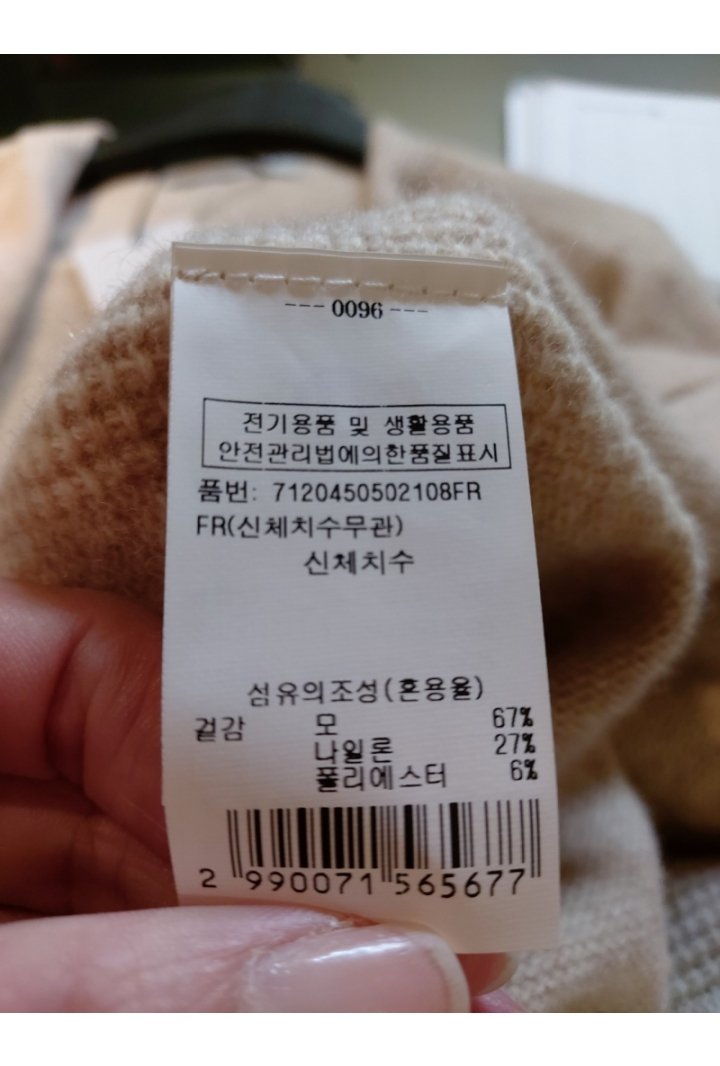 --- 0096 ---
전기용품 및 생활용품
안전관리법에의한품질표시
품번: 7120450502108FR
FR(신체치수무관)
신체치수
섬유의조성(혼용율)
겉감 모 67%
나일론 27%
폴리에스터 6%
2 990071 565677